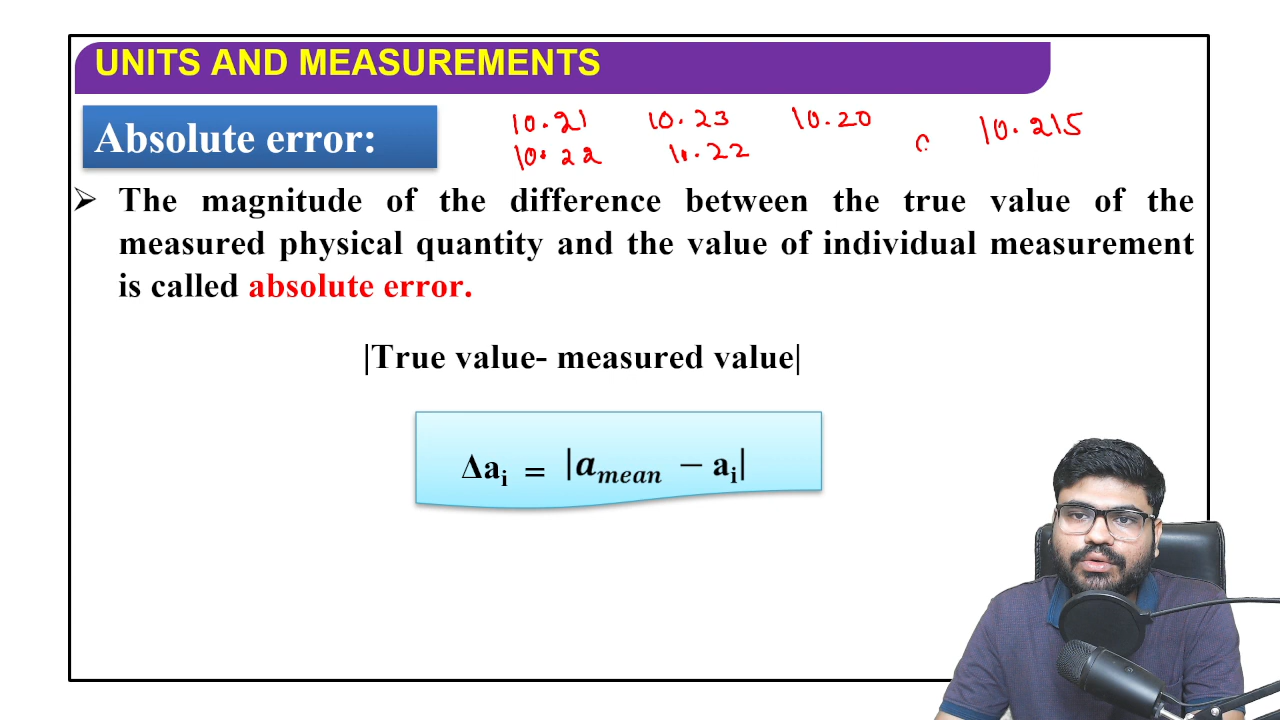 UNITS AND MEASUREMENTS
Absolute error:
10.21 10.23 10.20
10.22 10.22
10.215
➢ The magnitude of the difference between the true value of the
measured physical quantity and the value of individual measurement
is called absolute error.
|True value- measured value|
Δaᵢ = |a_mean − aᵢ|